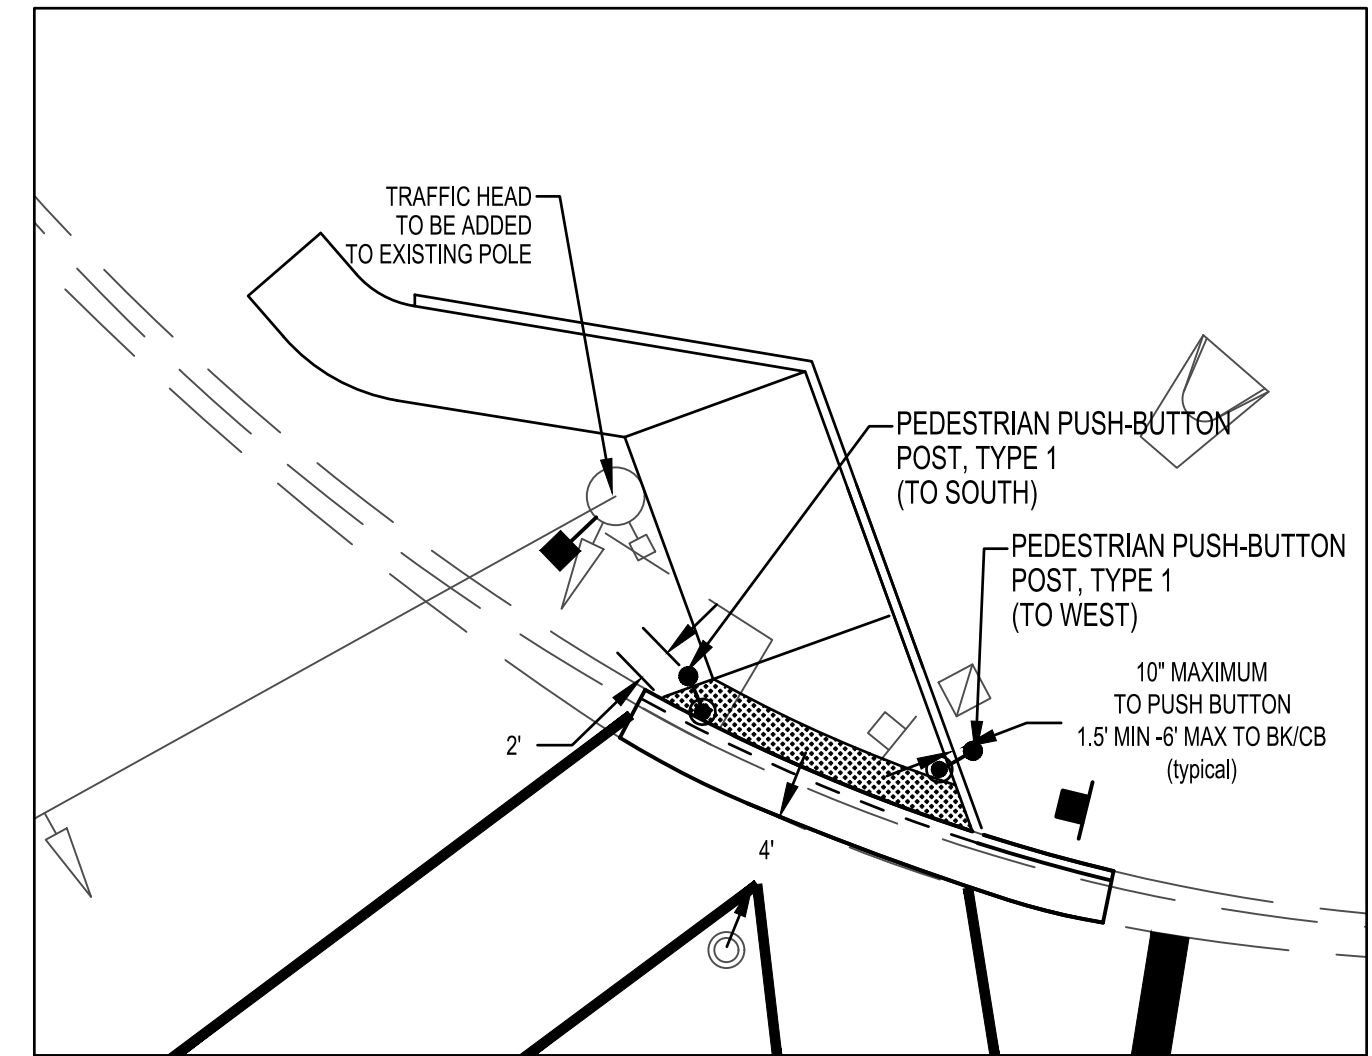 TRAFFIC HEAD
TO BE ADDED
TO EXISTING POLE
PEDESTRIAN PUSH-BUTTON
POST, TYPE 1
(TO SOUTH)
PEDESTRIAN PUSH-BUTTON
POST, TYPE 1
(TO WEST)
10" MAXIMUM
TO PUSH BUTTON
1.5' MIN -6' MAX TO BK/CB
(typical)
2'
4'